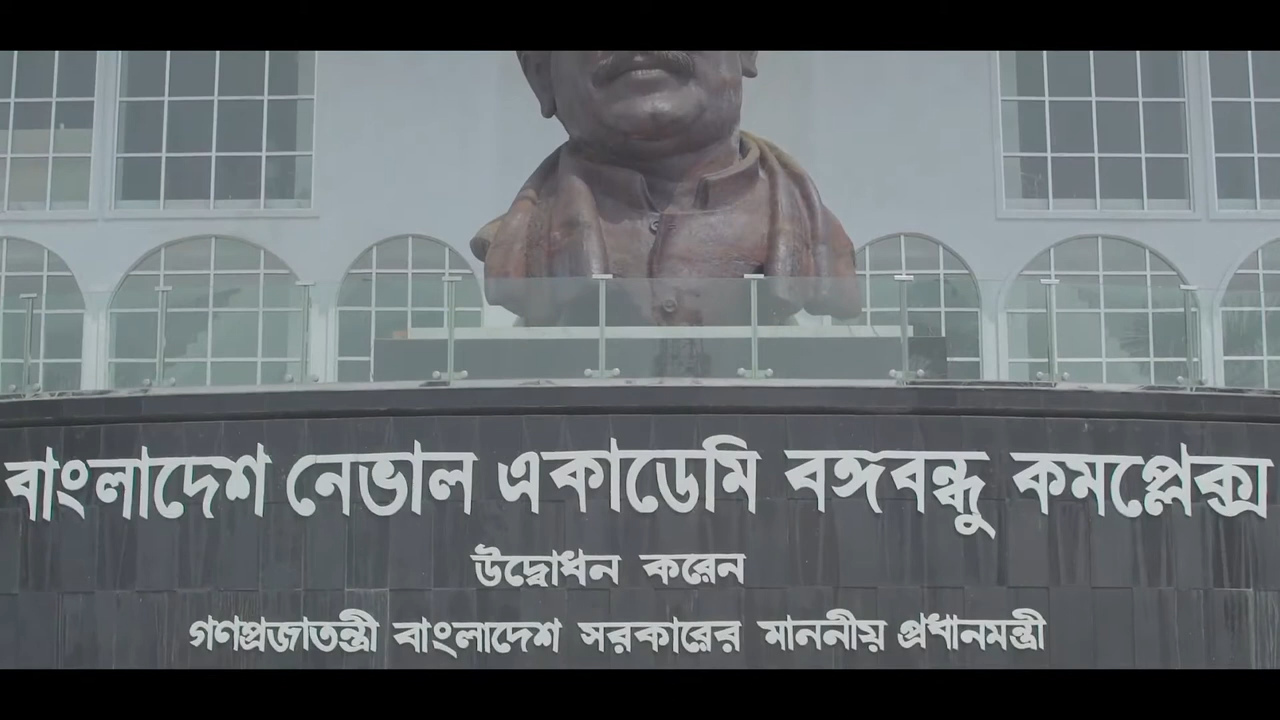 বাংলাদেশ নেভাল একাডেমি বঙ্গবন্ধু কমপ্লেক্স
উদ্বোধন করেন
গণপ্রজাতন্ত্রী বাংলাদেশ সরকারের মাননীয় প্রধানমন্ত্রী